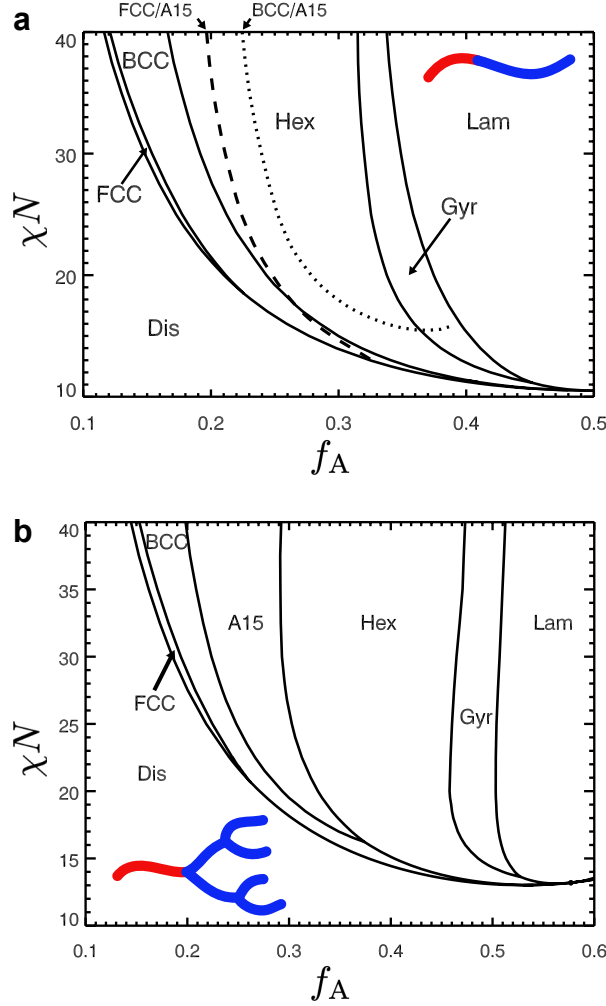 a
FCC/A15 BCC/A15
40
BCC
Hex
Lam
30
FCC
Gyr
χN
20
Dis
10
0.1 0.2 0.3 0.4 0.5
fA
b
40
BCC
35
A15 Hex Lam
30
FCC
Gyr
25
χN
Dis
20
15
10
0.1 0.2 0.3 0.4 0.5 0.6
fA